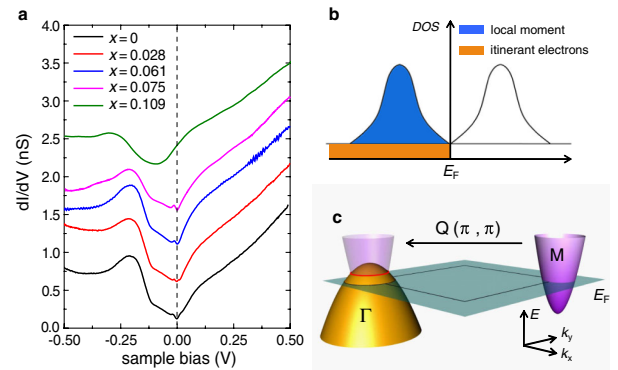 a
x = 0
x = 0.028
x = 0.061
x = 0.075
x = 0.109
4.0
3.5
3.0
2.5
2.0
1.5
1.0
0.5
0.0
dI/dV (nS)
-0.50 -0.25 0.00 0.25 0.50
sample bias (V)
b
DOS
local moment
itinerant electrons
E_F
c
Q (π , π)
M
Γ
E_F
E
k_y
k_x